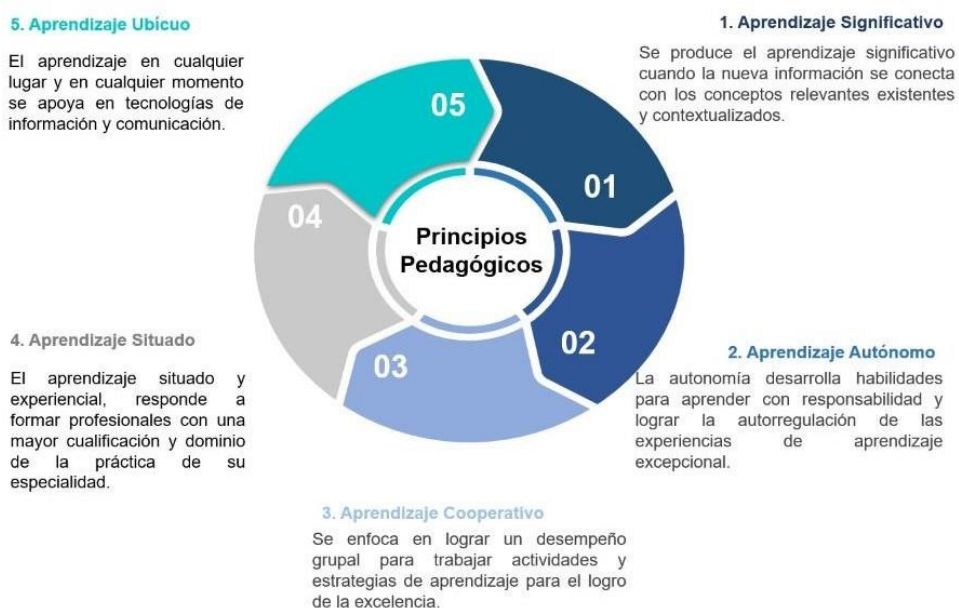 5. Aprendizaje Ubícuo
El aprendizaje en cualquier
lugar y en cualquier momento
se apoya en tecnologías de
información y comunicación.
1. Aprendizaje Significativo
Se produce el aprendizaje significativo
cuando la nueva información se conecta
con los conceptos relevantes existentes
y contextualizados.
05
01
04
Principios
Pedagógicos
02
03
4. Aprendizaje Situado
El aprendizaje situado y
experiencial, responde a
formar profesionales con una
mayor cualificación y dominio
de la práctica de su
especialidad.
2. Aprendizaje Autónomo
La autonomía desarrolla habilidades
para aprender con responsabilidad y
lograr la autorregulación de las
experiencias de aprendizaje
excepcional.
3. Aprendizaje Cooperativo
Se enfoca en lograr un desempeño
grupal para trabajar actividades y
estrategias de aprendizaje para el logro
de la excelencia.